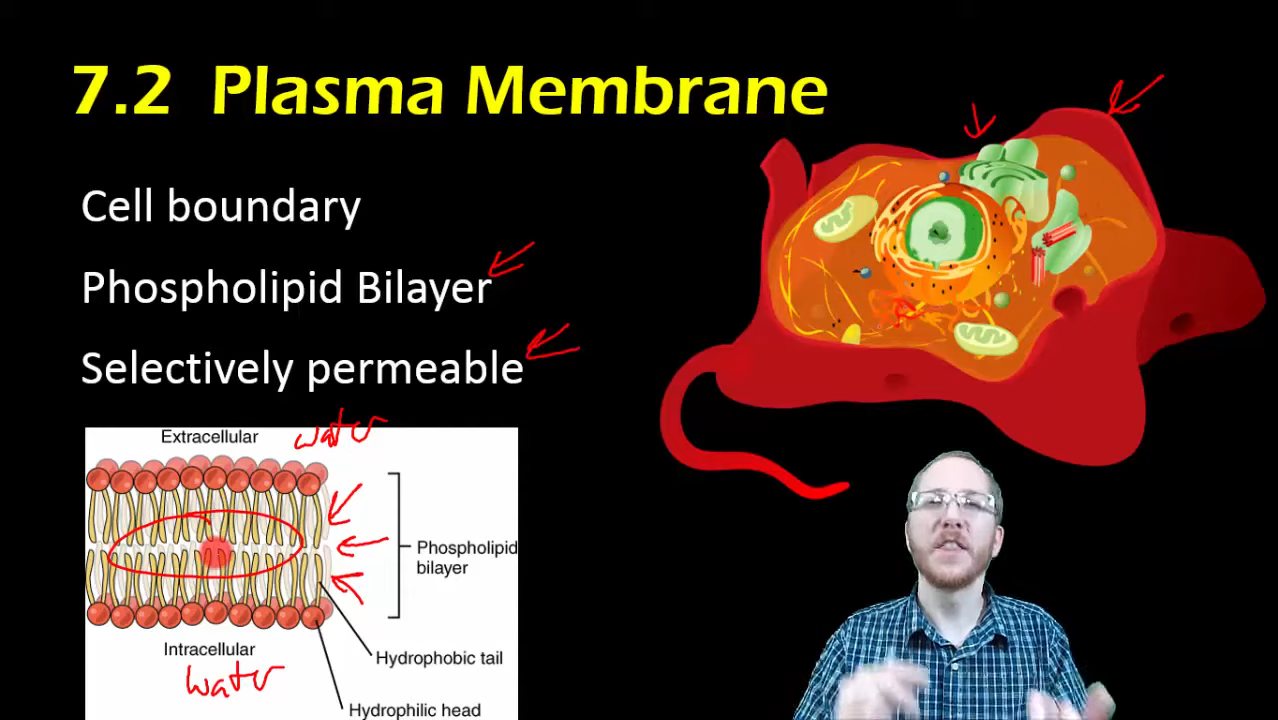 7.2 Plasma Membrane
Cell boundary
Phospholipid Bilayer
Selectively permeable
Extracellular
water
Phospholipid
bilayer
Intracellular
water
Hydrophobic tail
Hydrophilic head